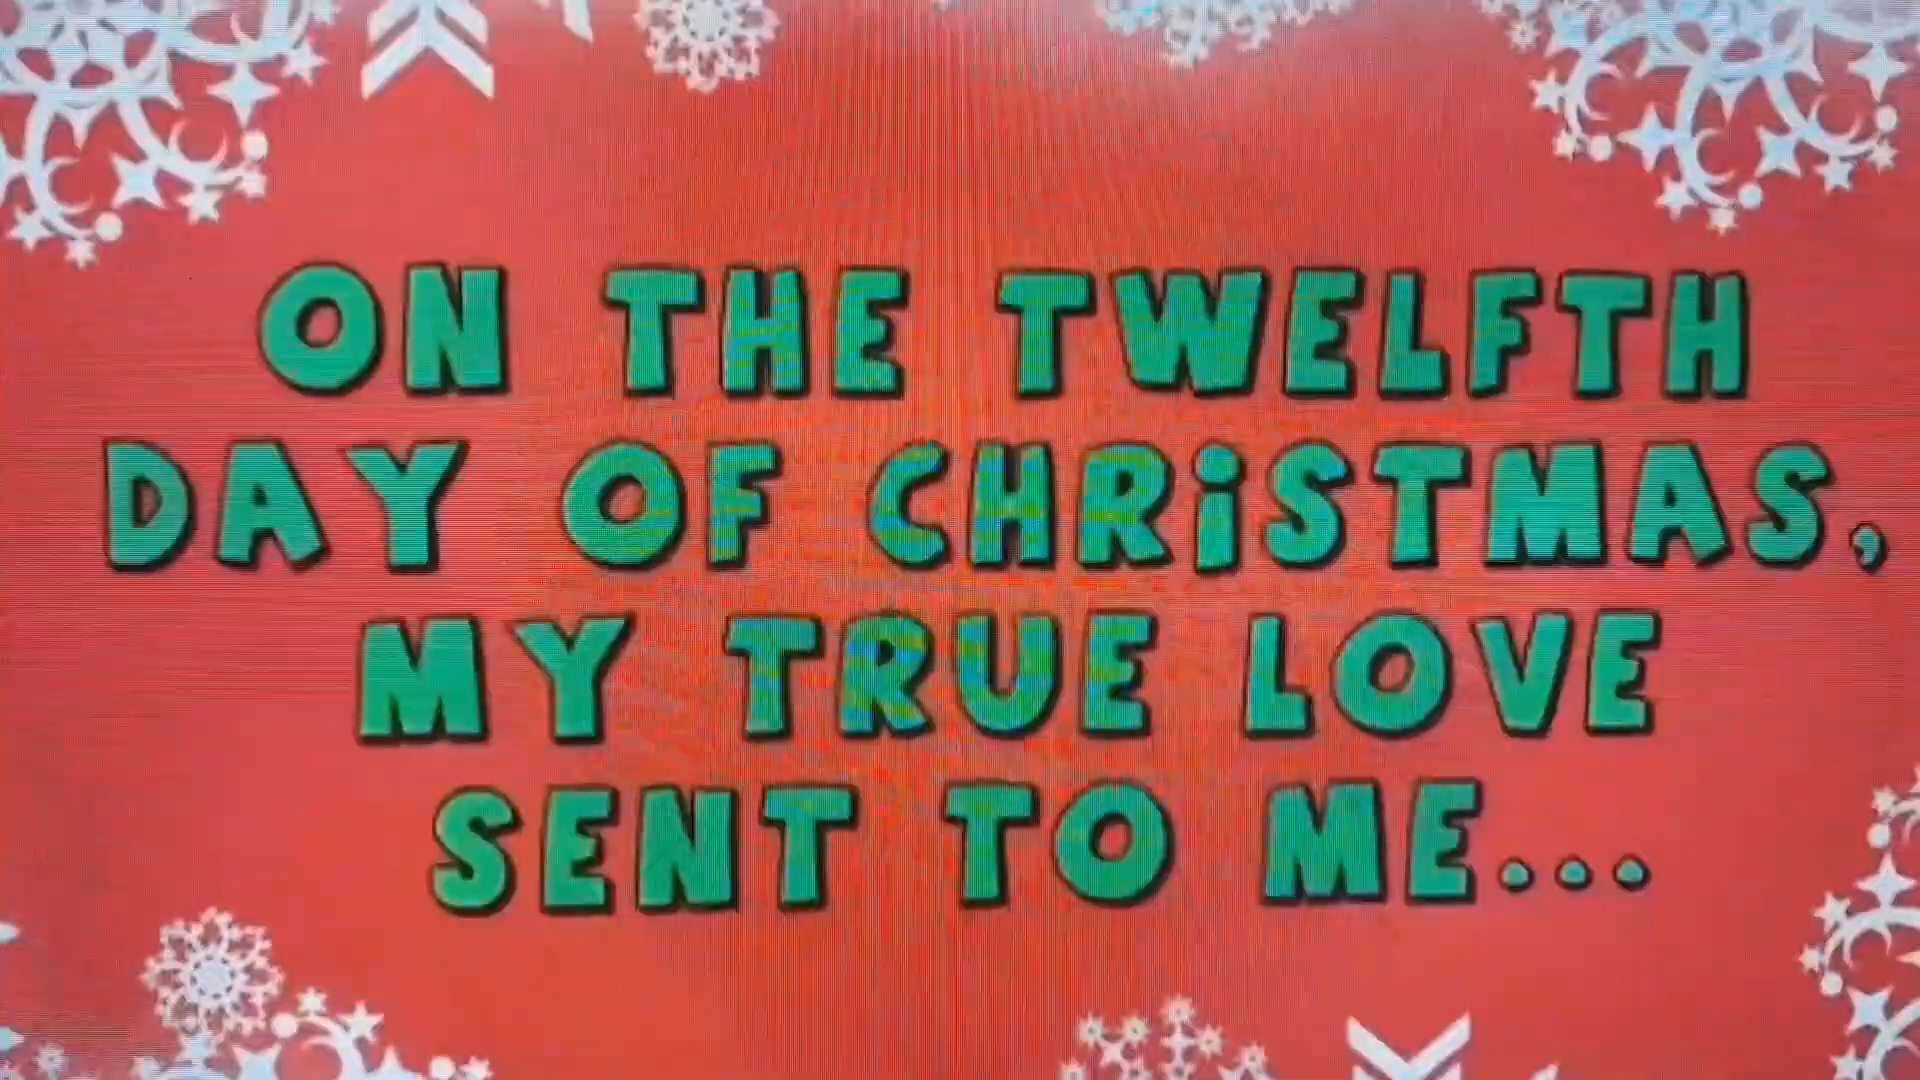 ON THE TWELFTH
DAY OF CHRiSTMAS,
MY TRUE LOVE
SENT TO ME...